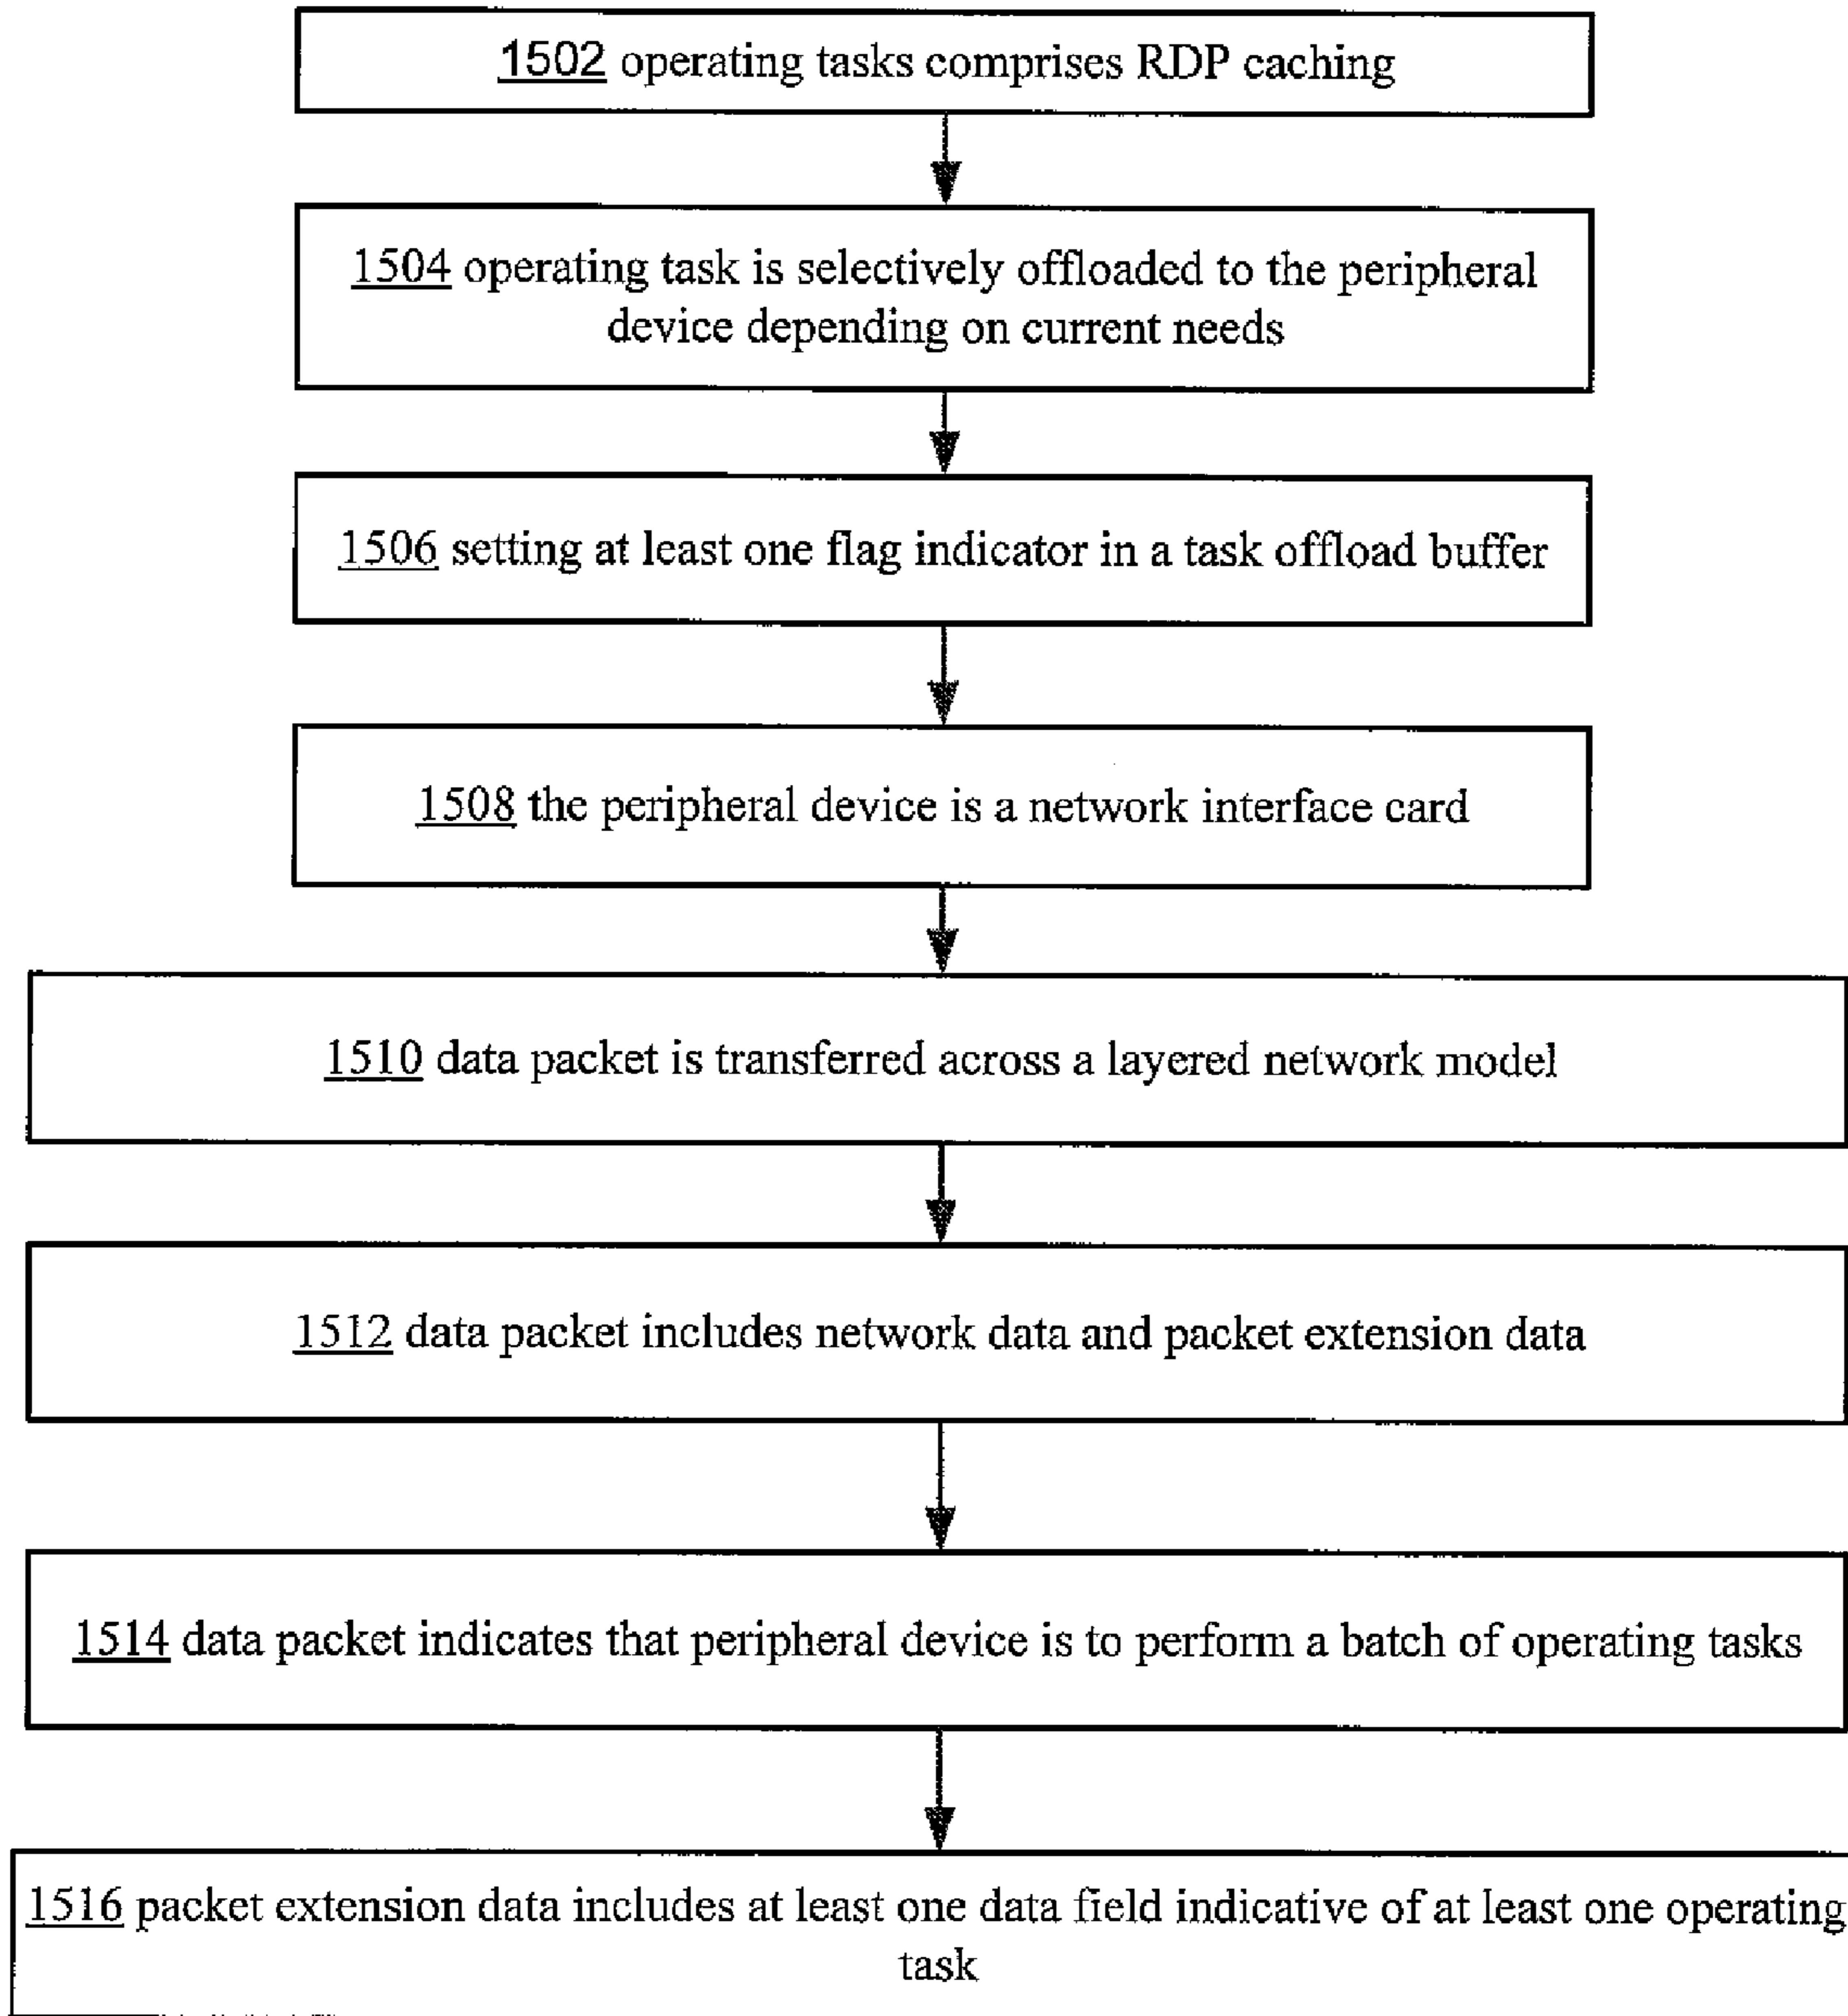 1502 operating tasks comprises RDP caching
1504 operating task is selectively offloaded to the peripheral
device depending on current needs
1506 setting at least one flag indicator in a task offload buffer
1508 the peripheral device is a network interface card
1510 data packet is transferred across a layered network model
1512 data packet includes network data and packet extension data
1514 data packet indicates that peripheral device is to perform a batch of operating tasks
1516 packet extension data includes at least one data field indicative of at least one operating
task